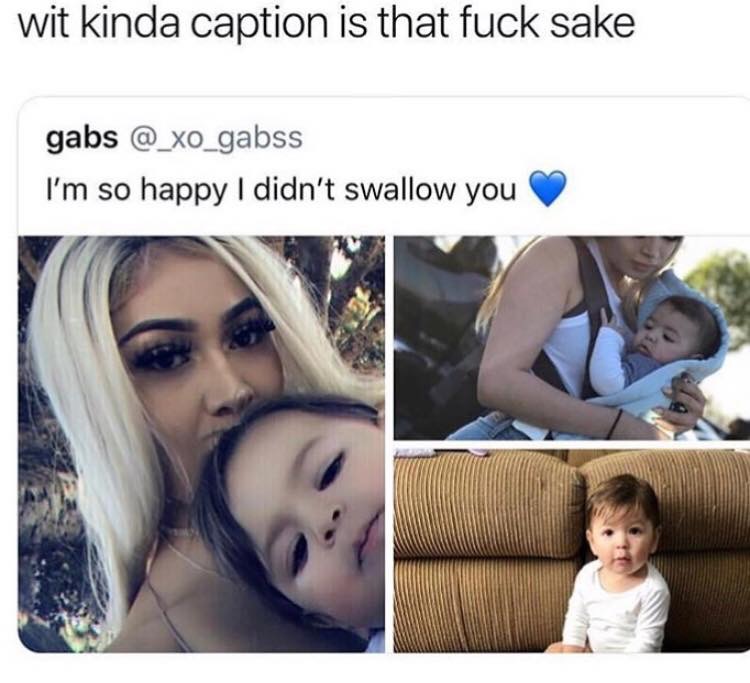 wit kinda caption is that fuck sake
gabs @_xo_gabss
I'm so happy I didn't swallow you 💙